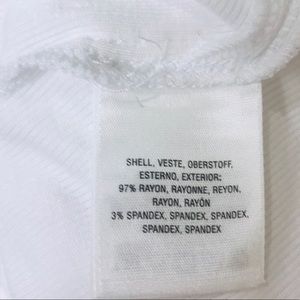 SHELL, VESTE, OBERSTOFF,
ESTERNO, EXTERIOR:
97% RAYON, RAYONNE, REYON,
RAYON, RAYÓN
3% SPANDEX, SPANDEX, SPANDEX,
SPANDEX, SPANDEX